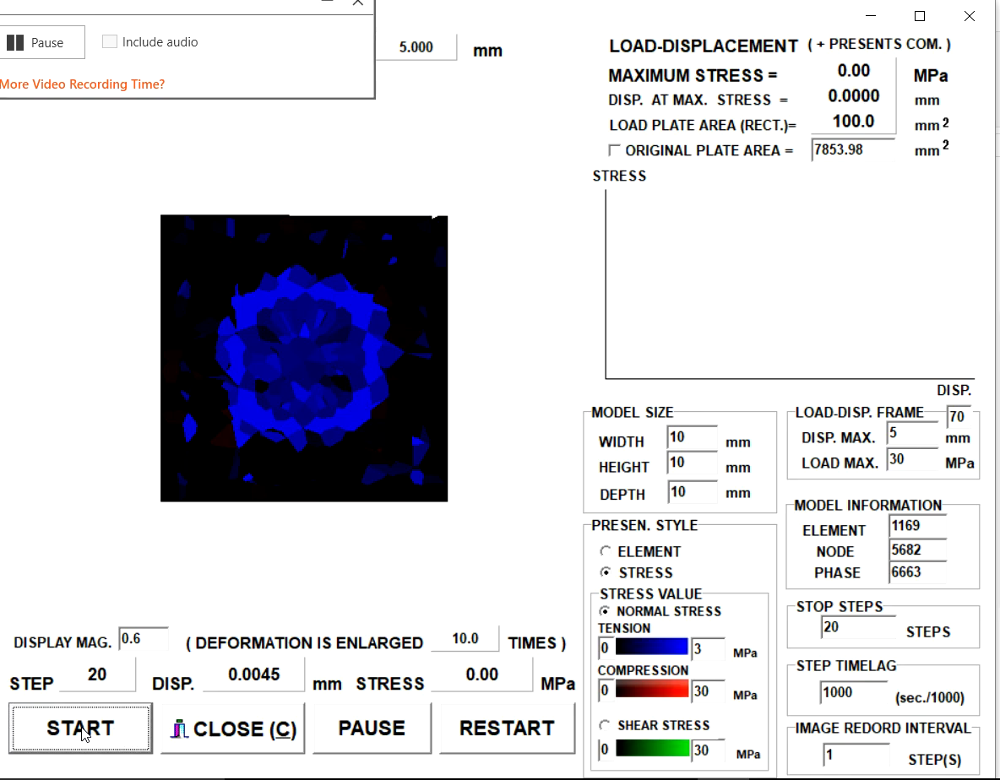 Pause Include audio
More Video Recording Time?
5.000 mm
LOAD-DISPLACEMENT ( + PRESENTS COM. )
MAXIMUM STRESS = 0.00 MPa
DISP. AT MAX. STRESS = 0.0000 mm
LOAD PLATE AREA (RECT.)= 100.0 mm 2
ORIGINAL PLATE AREA = 7853.98 mm 2
STRESS
DISP.
MODEL SIZE
WIDTH 10 mm
HEIGHT 10 mm
DEPTH 10 mm
LOAD-DISP. FRAME 70
DISP. MAX. 5 mm
LOAD MAX. 30 MPa
MODEL INFORMATION
ELEMENT 1169
NODE 5682
PHASE 6663
PRESEN. STYLE
ELEMENT
STRESS
STRESS VALUE
NORMAL STRESS
TENSION
0 3 MPa
COMPRESSION
0 30 MPa
SHEAR STRESS
0 30 MPa
STOP STEPS
20 STEPS
STEP TIMELAG
1000 (sec./1000)
IMAGE REDORD INTERVAL
1 STEP(S)
DISPLAY MAG. 0.6 ( DEFORMATION IS ENLARGED 10.0 TIMES )
STEP 20 DISP. 0.0045 mm STRESS 0.00 MPa
START CLOSE (C) PAUSE RESTART